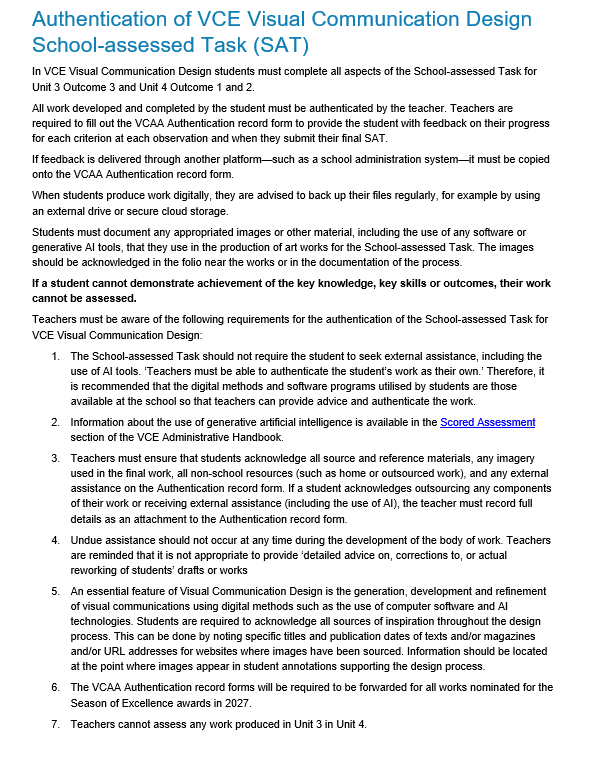 Authentication of VCE Visual Communication Design
School-assessed Task (SAT)
In VCE Visual Communication Design students must complete all aspects of the School-assessed Task for
Unit 3 Outcome 3 and Unit 4 Outcome 1 and 2.
All work developed and completed by the student must be authenticated by the teacher. Teachers are
required to fill out the VCAA Authentication record form to provide the student with feedback on their progress
for each criterion at each observation and when they submit their final SAT.
If feedback is delivered through another platform—such as a school administration system—it must be copied
onto the VCAA Authentication record form.
When students produce work digitally, they are advised to back up their files regularly, for example by using
an external drive or secure cloud storage.
Students must document any appropriated images or other material, including the use of any software or
generative AI tools, that they use in the production of art works for the School-assessed Task. The images
should be acknowledged in the folio near the works or in the documentation of the process.
If a student cannot demonstrate achievement of the key knowledge, key skills or outcomes, their work
cannot be assessed.
Teachers must be aware of the following requirements for the authentication of the School-assessed Task for
VCE Visual Communication Design:
1. The School-assessed Task should not require the student to seek external assistance, including the
use of AI tools. ‘Teachers must be able to authenticate the student’s work as their own.’ Therefore, it
is recommended that the digital methods and software programs utilised by students are those
available at the school so that teachers can provide advice and authenticate the work.
2. Information about the use of generative artificial intelligence is available in the Scored Assessment
section of the VCE Administrative Handbook.
3. Teachers must ensure that students acknowledge all source and reference materials, any imagery
used in the final work, all non-school resources (such as home or outsourced work), and any external
assistance on the Authentication record form. If a student acknowledges outsourcing any components
of their work or receiving external assistance (including the use of AI), the teacher must record full
details as an attachment to the Authentication record form.
4. Undue assistance should not occur at any time during the development of the body of work. Teachers
are reminded that it is not appropriate to provide ‘detailed advice on, corrections to, or actual
reworking of students’ drafts or works
5. An essential feature of Visual Communication Design is the generation, development and refinement
of visual communications using digital methods such as the use of computer software and AI
technologies. Students are required to acknowledge all sources of inspiration throughout the design
process. This can be done by noting specific titles and publication dates of texts and/or magazines
and/or URL addresses for websites where images have been sourced. Information should be located
at the point where images appear in student annotations supporting the design process.
6. The VCAA Authentication record forms will be required to be forwarded for all works nominated for the
Season of Excellence awards in 2027.
7. Teachers cannot assess any work produced in Unit 3 in Unit 4.